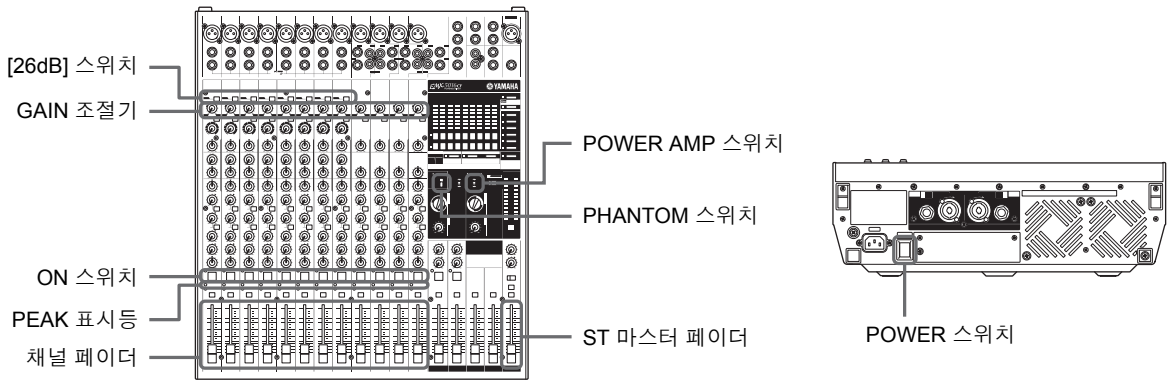 [26dB] 스위치
GAIN 조절기
ON 스위치
PEAK 표시등
채널 페이더
YAMAHA
POWER AMP 스위치
PHANTOM 스위치
ST 마스터 페이더
POWER 스위치